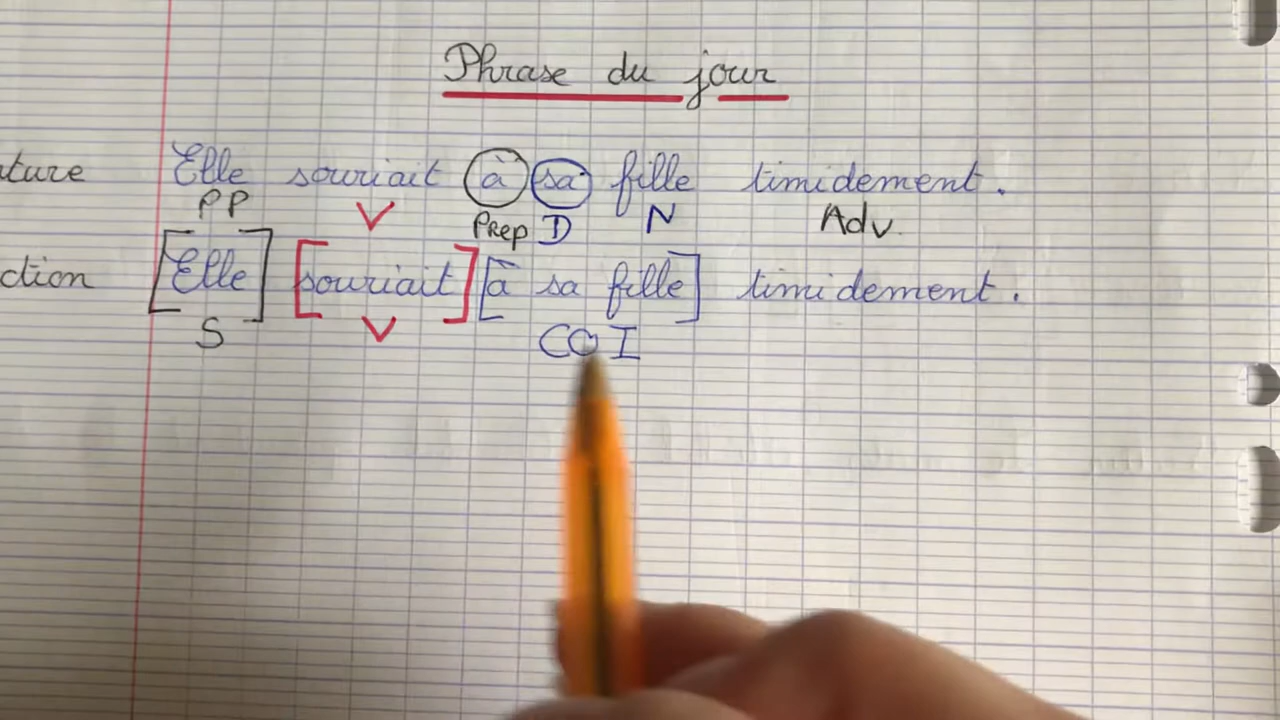 Phrase du jour
ture Elle souriait à sa fille timidement.
PP V Prep D N Adv.
ction [Elle] [souriait] [à sa fille] timidement.
S V COI